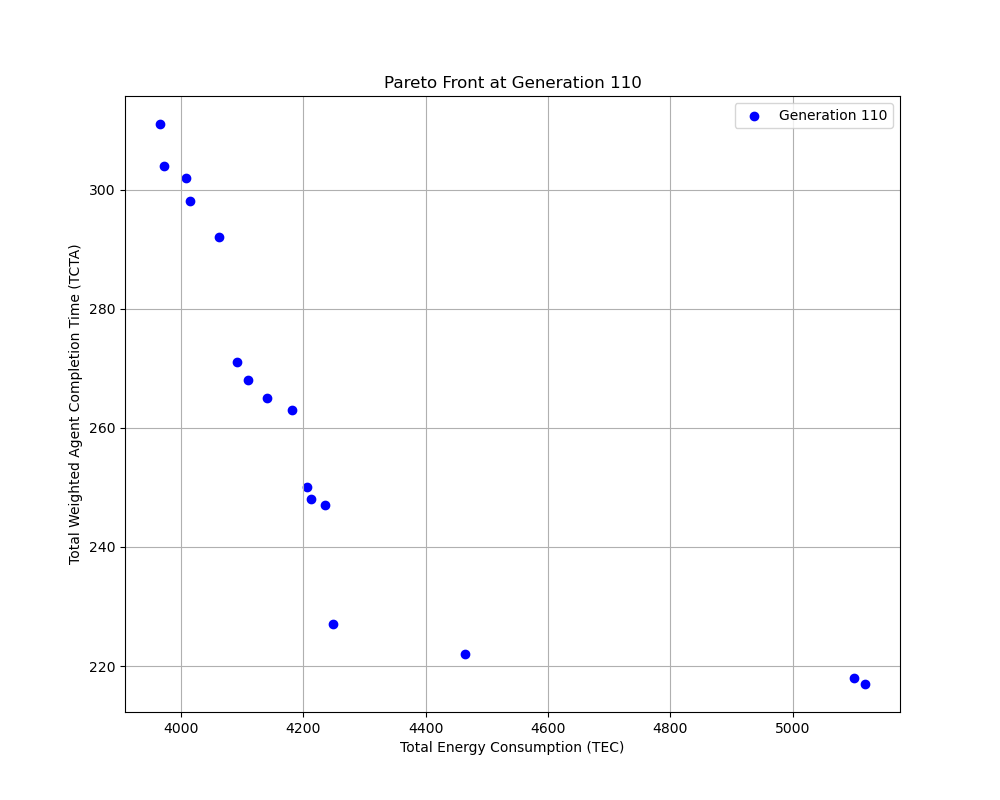 Pareto Front at Generation 110
Generation 110
Total Weighted Agent Completion Time (TCTA)
300
280
260
240
220
4000 4200 4400 4600 4800 5000
Total Energy Consumption (TEC)